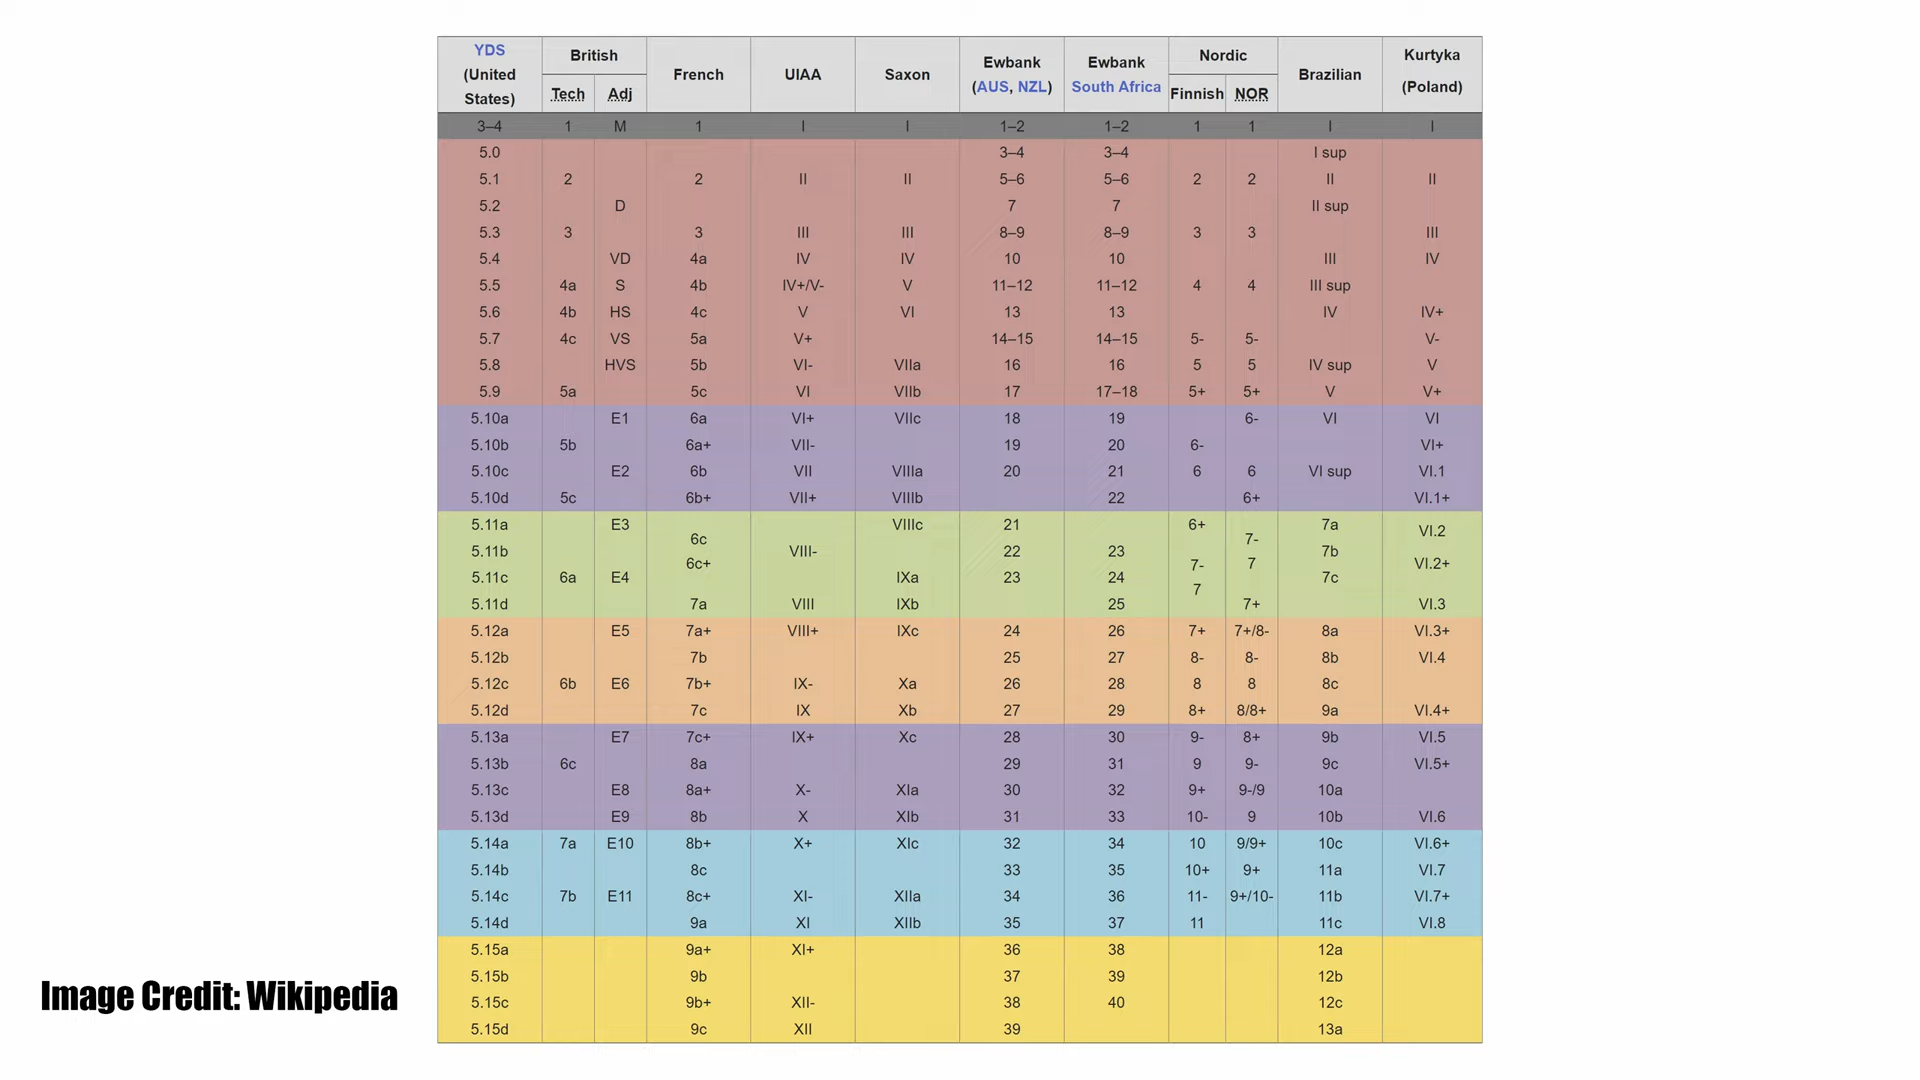 YDS (United States) British French UIAA Saxon Ewbank (AUS, NZL) Ewbank South Africa Nordic Brazilian Kurtyka (Poland)
Tech Adj Finnish NOR
3–4 1 M 1 I I 1–2 1–2 1 1 I I
5.0 3–4 3–4 I sup
5.1 2 2 II II 5–6 5–6 2 2 II II
5.2 D 7 7 II sup
5.3 3 3 III III 8–9 8–9 3 3 III
5.4 VD 4a IV IV 10 10 III IV
5.5 4a S 4b IV+/V- V 11–12 11–12 4 4 III sup
5.6 4b HS 4c V VI 13 13 IV IV+
5.7 4c VS 5a V+ 14–15 14–15 5- 5- V-
5.8 HVS 5b VI- VIIa 16 16 5 5 IV sup V
5.9 5a 5c VI VIIb 17 17–18 5+ 5+ V V+
5.10a E1 6a VI+ VIIc 18 19 6- VI VI
5.10b 5b 6a+ VII- 19 20 6- VI+
5.10c E2 6b VII VIIIa 20 21 6 6 VI sup VI.1
5.10d 5c 6b+ VII+ VIIIb 22 6+ VI.1+
5.11a E3 6c VIIIc 21 6+ 7- 7a VI.2
5.11b 6c+ VIII- 22 23 7- 7 7b VI.2+
5.11c 6a E4 IXa 23 24 7 7c
5.11d 7a VIII IXb 25 7+ VI.3
5.12a E5 7a+ VIII+ IXc 24 26 7+ 7+/8- 8a VI.3+
5.12b 7b 25 27 8- 8- 8b VI.4
5.12c 6b E6 7b+ IX- Xa 26 28 8 8 8c
5.12d 7c IX Xb 27 29 8+ 8/8+ 9a VI.4+
5.13a E7 7c+ IX+ Xc 28 30 9- 8+ 9b VI.5
5.13b 6c 8a 29 31 9 9- 9c VI.5+
5.13c E8 8a+ X- XIa 30 32 9+ 9-/9 10a
5.13d E9 8b X XIb 31 33 10- 9 10b VI.6
5.14a 7a E10 8b+ X+ XIc 32 34 10 9/9+ 10c VI.6+
5.14b 8c 33 35 10+ 9+ 11a VI.7
5.14c 7b E11 8c+ XI- XIIa 34 36 11- 9+/10- 11b VI.7+
5.14d 9a XI XIIb 35 37 11 11c VI.8
5.15a 9a+ XI+ 36 38 12a
5.15b 9b 37 39 12b
5.15c 9b+ XII- 38 40 12c
5.15d 9c XII 39 13a
Image Credit: Wikipedia